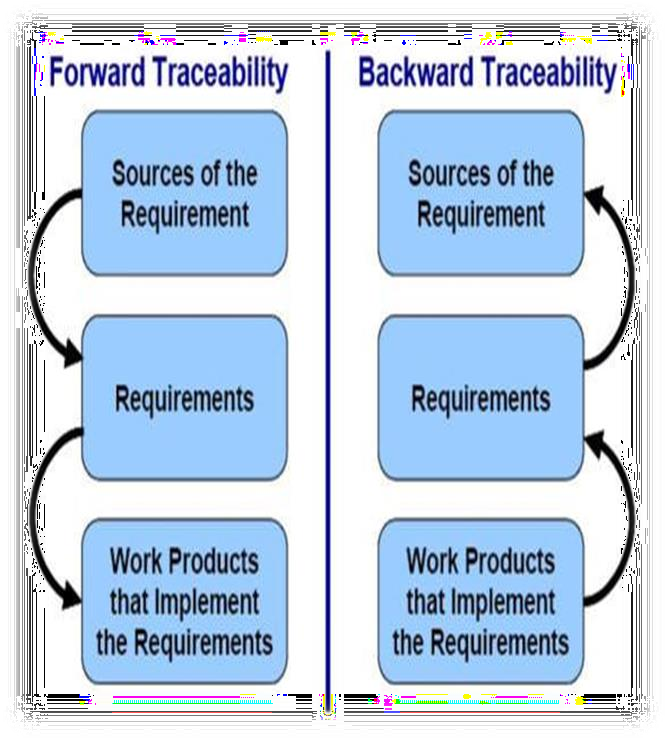 Forward Traceability
Sources of the
Requirement
Requirements
Work Products
that Implement
the Requirements
Backward Traceability
Sources of the
Requirement
Requirements
Work Products
that Implement
the Requirements